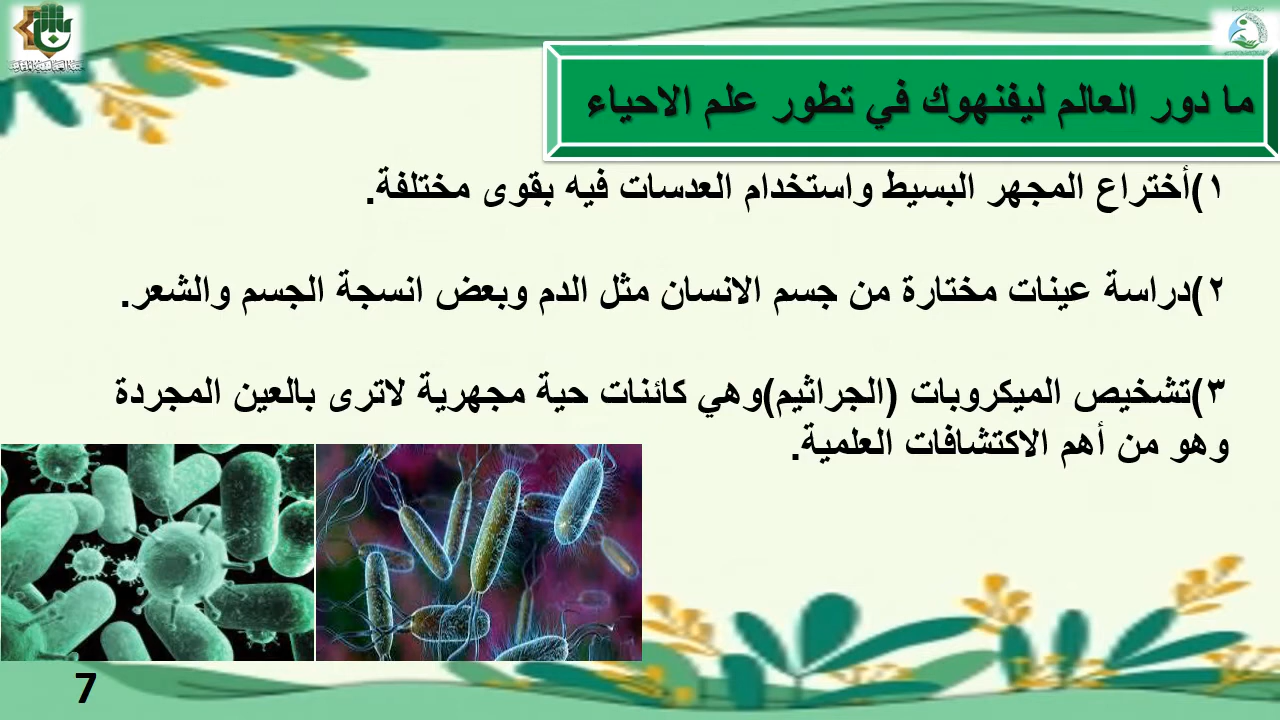 ما دور العالم ليفنهوك في تطور علم الاحياء
١)أختراع المجهر البسيط واستخدام العدسات فيه بقوى مختلفة.
٢)دراسة عينات مختارة من جسم الانسان مثل الدم وبعض انسجة الجسم والشعر.
٣)تشخيص الميكروبات (الجراثيم)وهي كائنات حية مجهرية لاترى بالعين المجردة
وهو من أهم الاكتشافات العلمية.
7